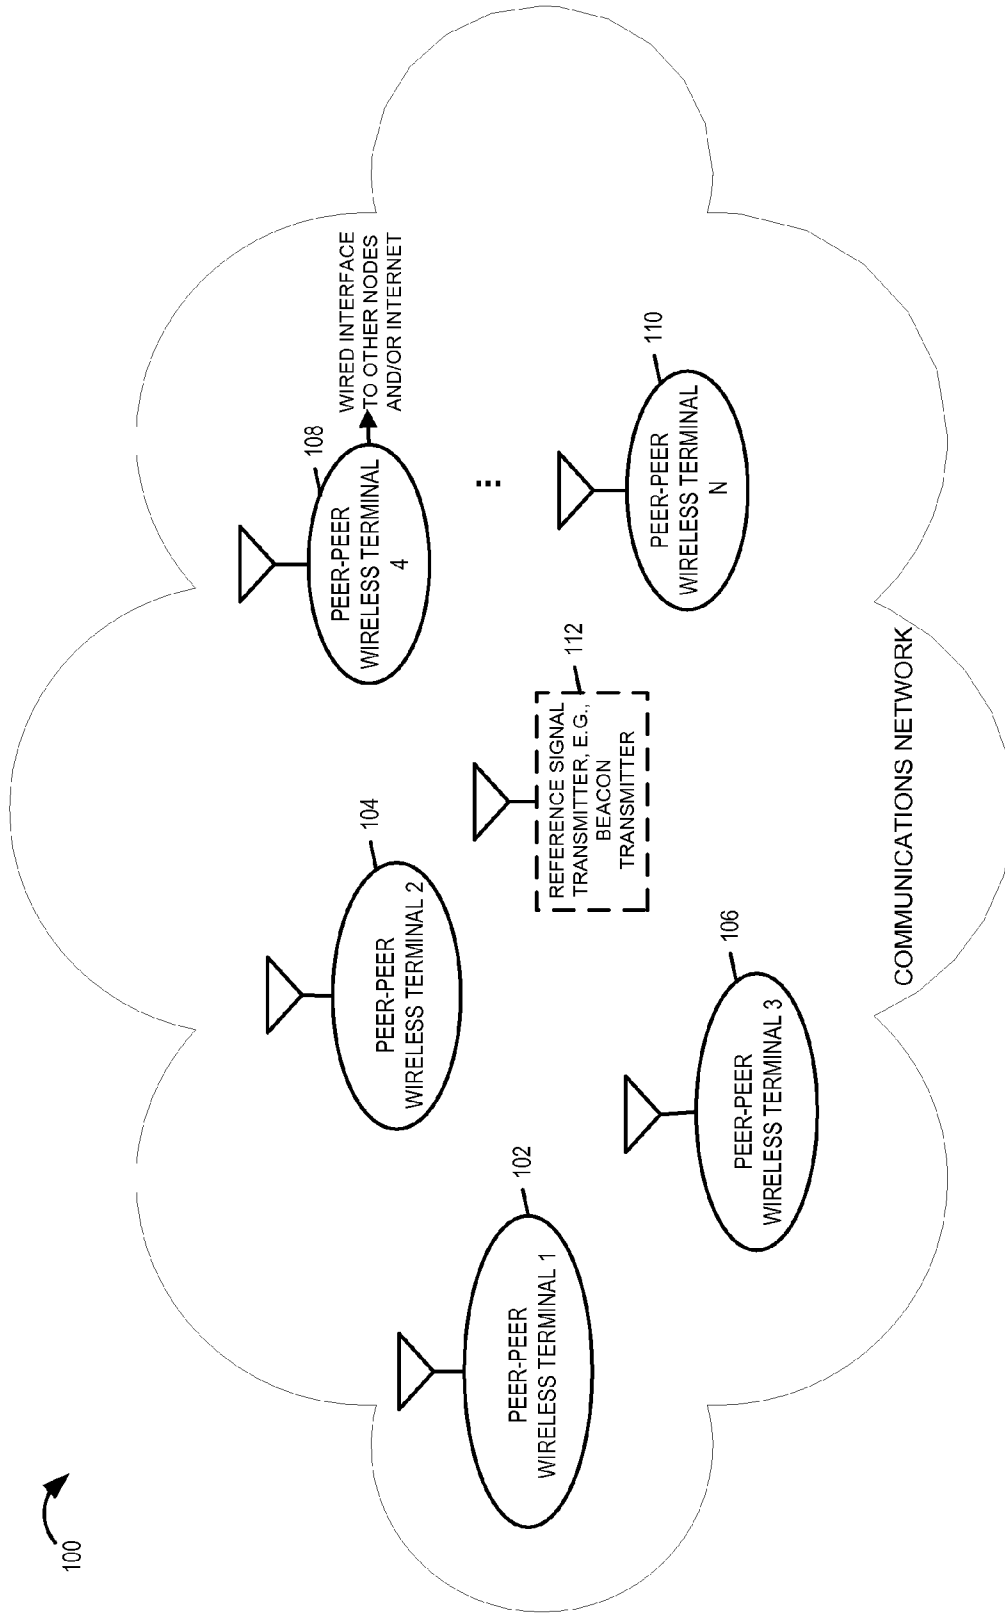 100
COMMUNICATIONS NETWORK
102
PEER-PEER
WIRELESS TERMINAL 1
104
PEER-PEER
WIRELESS TERMINAL 2
106
PEER-PEER
WIRELESS TERMINAL 3
108
PEER-PEER
WIRELESS TERMINAL
4
WIRED INTERFACE
TO OTHER NODES
AND/OR INTERNET
...
110
PEER-PEER
WIRELESS TERMINAL
N
112
REFERENCE SIGNAL
TRANSMITTER, E.G.,
BEACON
TRANSMITTER